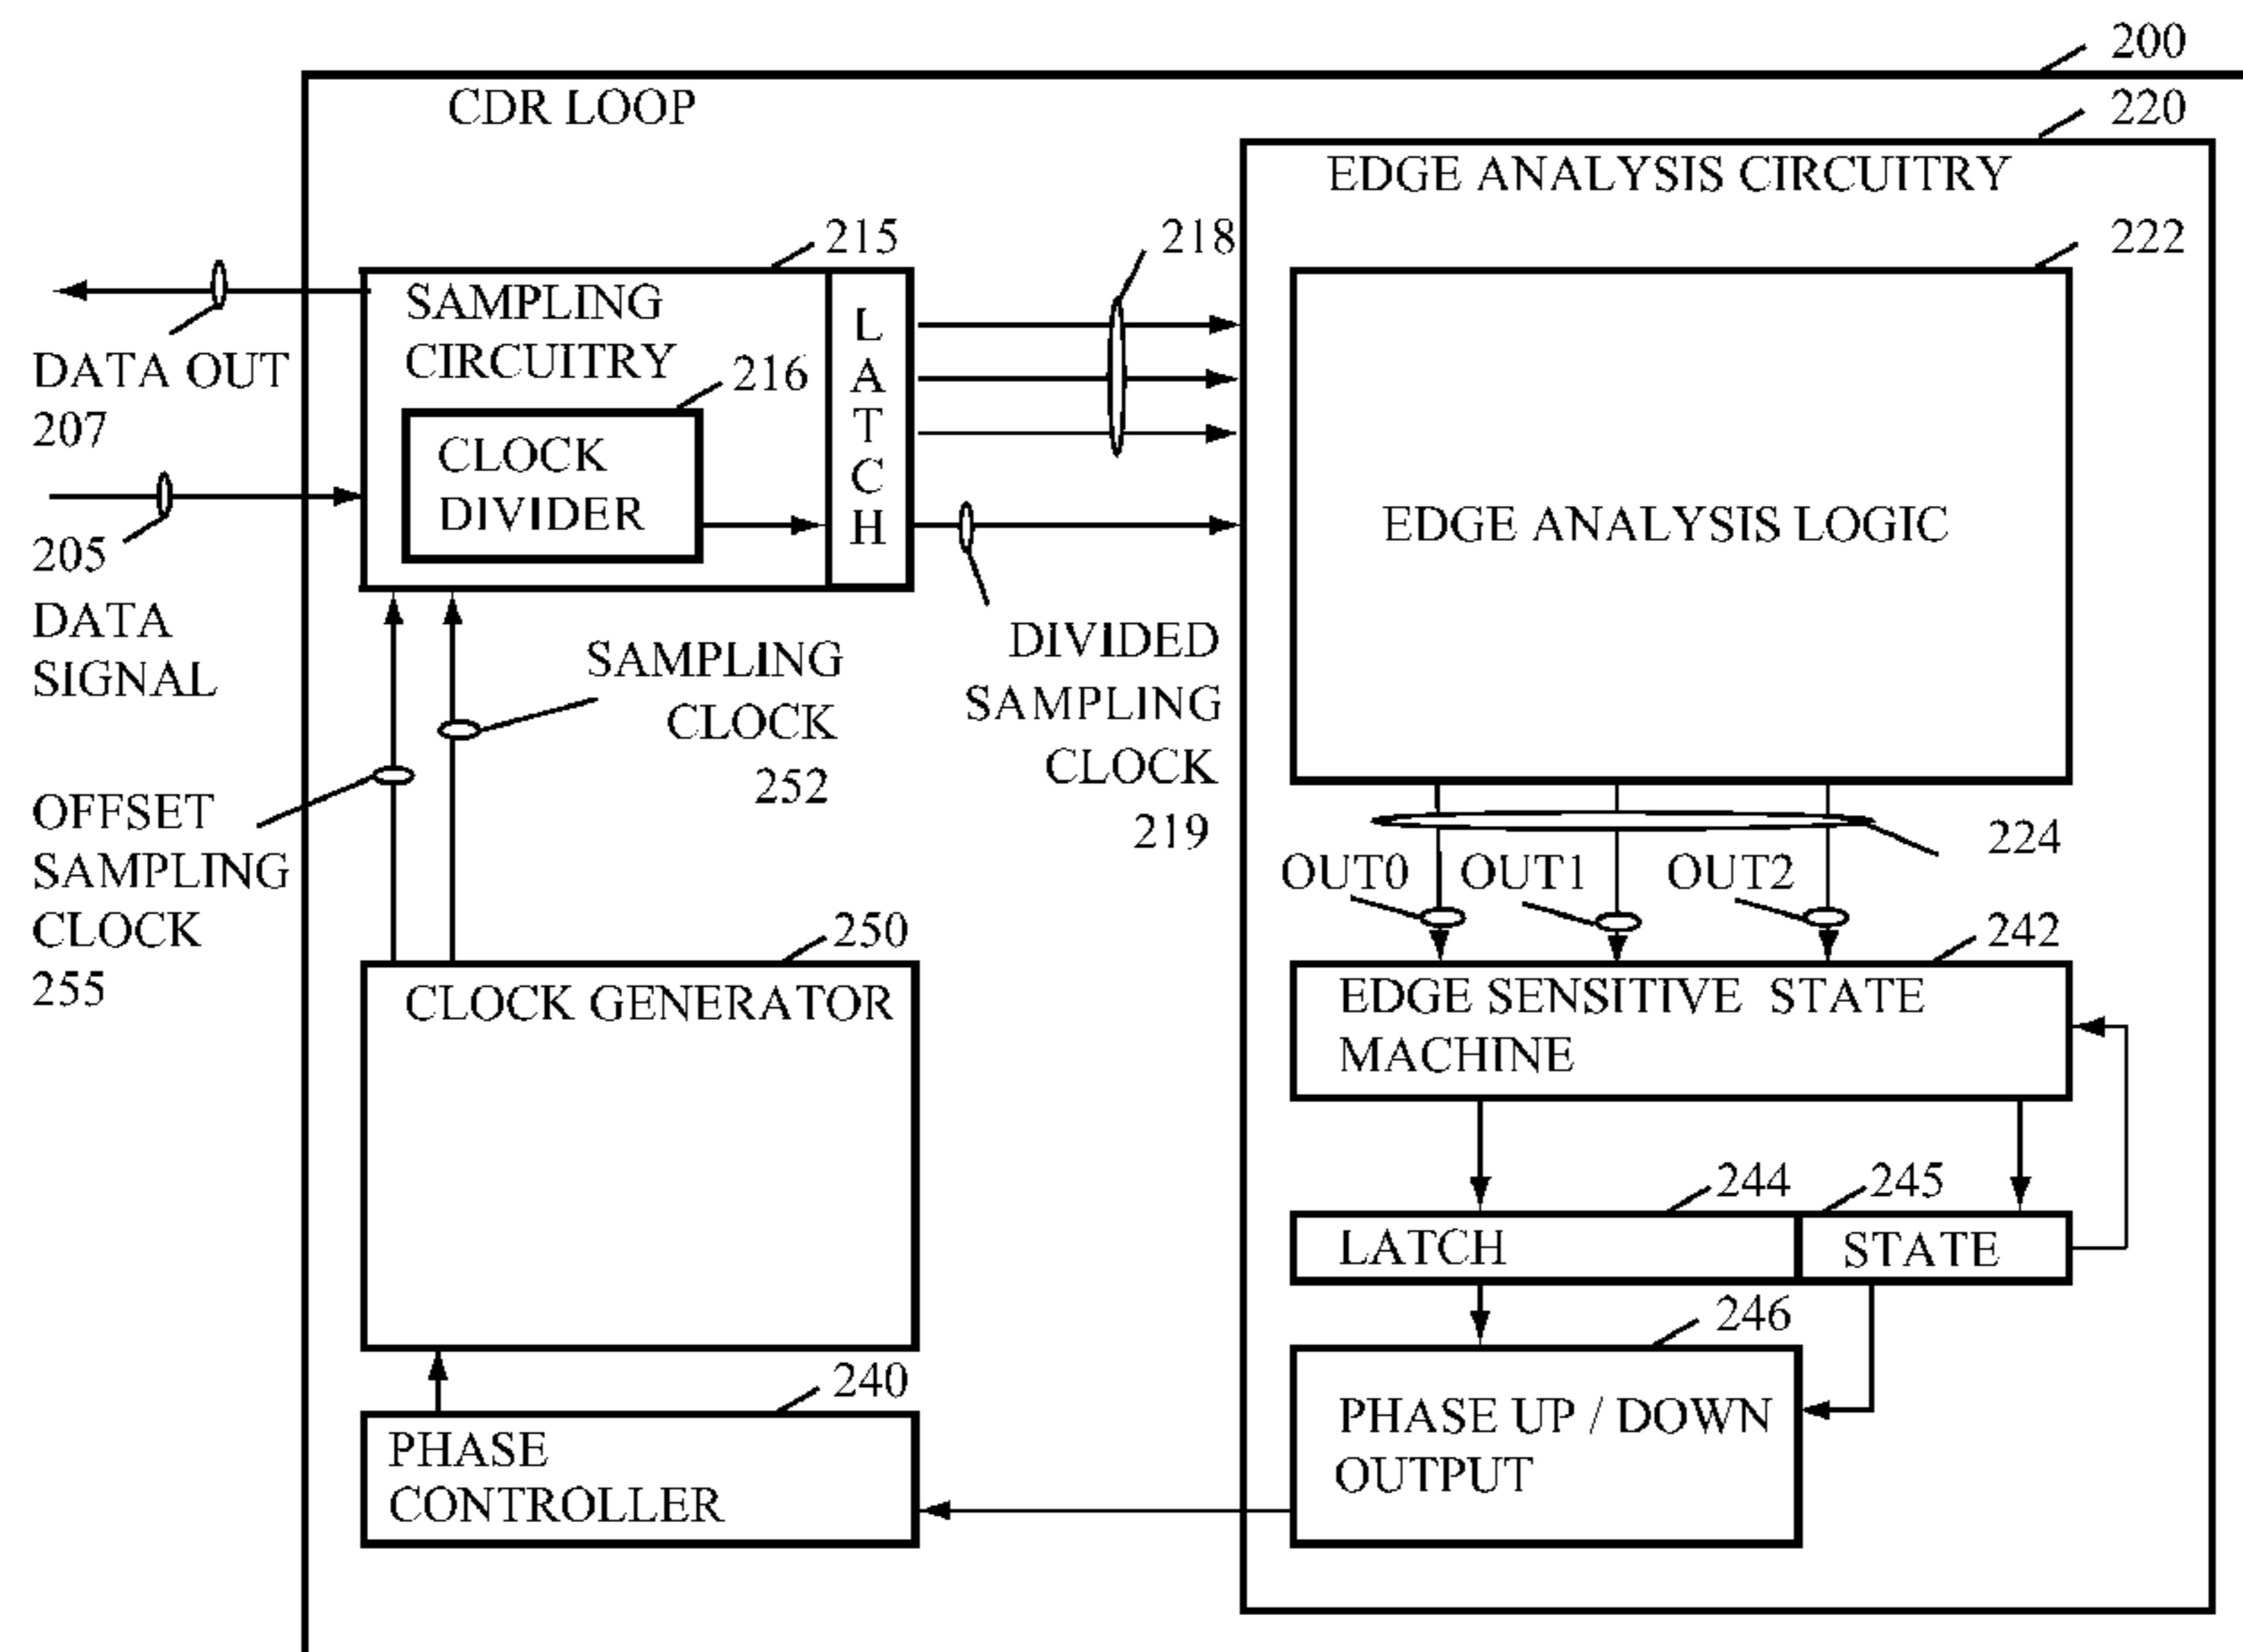 200
CDR LOOP
220
EDGE ANALYSIS CIRCUITRY
215
218
222
SAMPLING
CIRCUITRY
216
CLOCK
DIVIDER
L
A
T
C
H
DATA OUT
207
205
DATA
SIGNAL
EDGE ANALYSIS LOGIC
SAMPLING
CLOCK
252
DIVIDED
SAMPLING
CLOCK
219
OFFSET
SAMPLING
CLOCK
255
224
OUT0 OUT1 OUT2
250
242
CLOCK GENERATOR
EDGE SENSITIVE STATE
MACHINE
244
245
LATCH
STATE
246
240
PHASE
CONTROLLER
PHASE UP / DOWN
OUTPUT